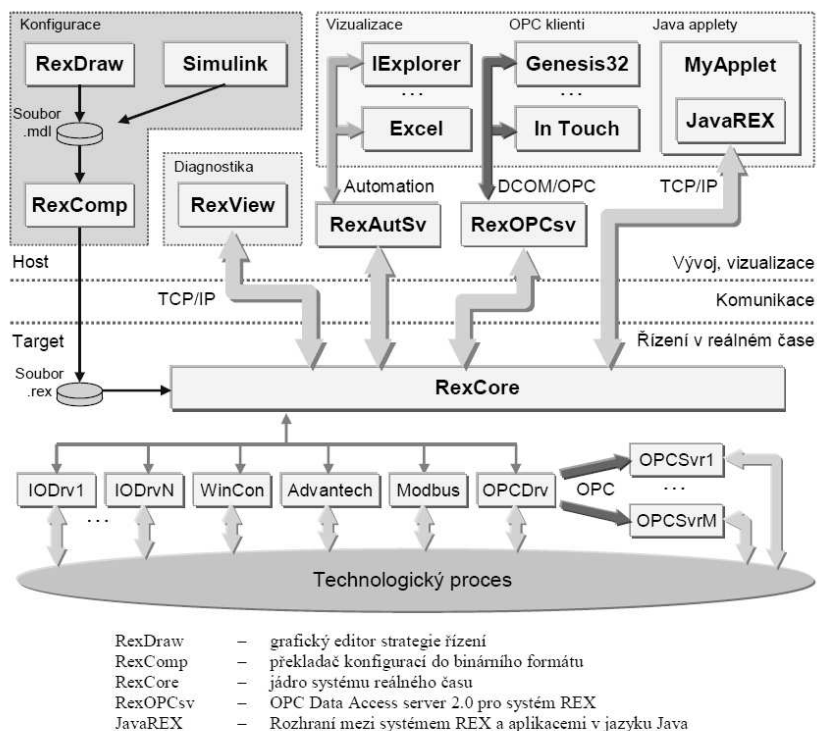 Konfigurace
RexDraw
Simulink
Soubor
.mdl
RexComp
Diagnostika
RexView
Vizualizace
OPC klienti
Java applety
IExplorer
...
Excel
Genesis32
...
In Touch
MyApplet
JavaREX
Automation
DCOM/OPC
TCP/IP
RexAutSv
RexOPCsv
Host
Vývoj, vizualizace
TCP/IP
Komunikace
Target
Řízení v reálném čase
Soubor
.rex
RexCore
IODrv1
...
IODrvN
WinCon
Advantech
Modbus
OPCDrv
OPC
OPCSvr1
...
OPCSvrM
Technologický proces
RexDraw – grafický editor strategie řízení
RexComp – překladač konfigurací do binárního formátu
RexCore – jádro systému reálného času
RexOPCsv – OPC Data Access server 2.0 pro systém REX
JavaREX – Rozhraní mezi systémem REX a aplikacemi v jazyku Java